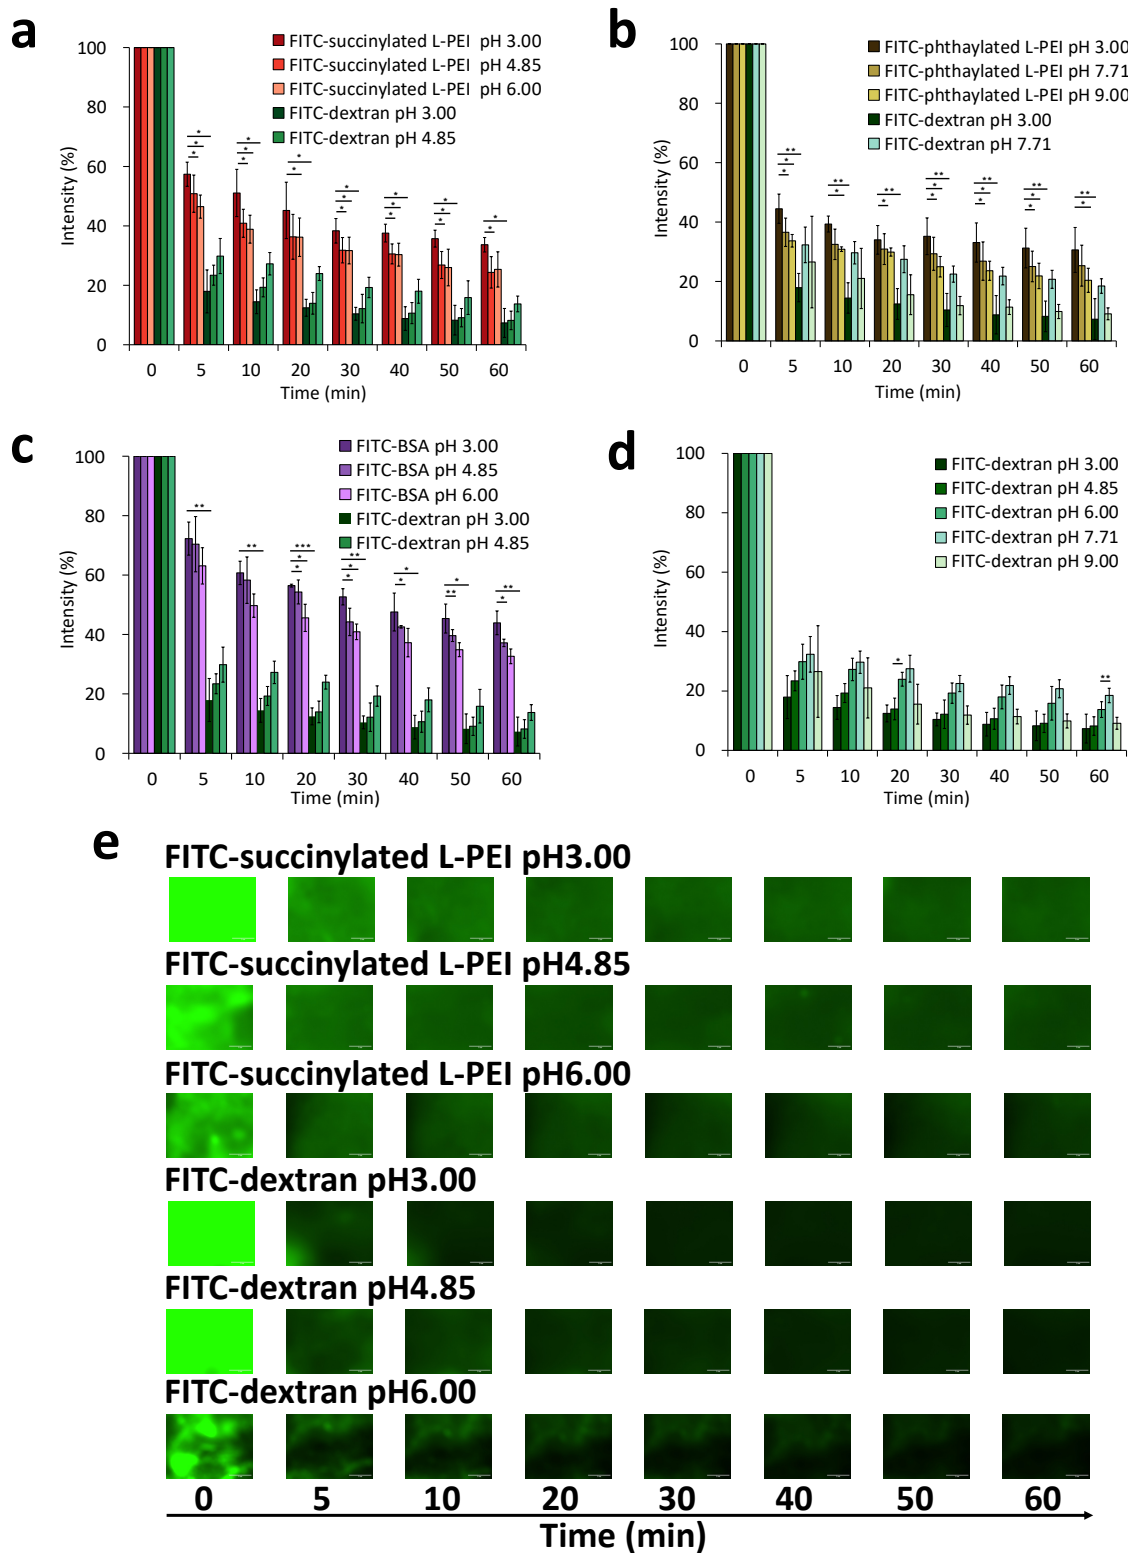 a
FITC-succinylated L-PEI pH 3.00
FITC-succinylated L-PEI pH 4.85
FITC-succinylated L-PEI pH 6.00
FITC-dextran pH 3.00
FITC-dextran pH 4.85
Intensity (%)
100
80
60
40
20
0
0 5 10 20 30 40 50 60
Time (min)
b
FITC-phthaylated L-PEI pH 3.00
FITC-phthaylated L-PEI pH 7.71
FITC-phthaylated L-PEI pH 9.00
FITC-dextran pH 3.00
FITC-dextran pH 7.71
Intensity (%)
100
80
60
40
20
0
0 5 10 20 30 40 50 60
Time (min)
c
FITC-BSA pH 3.00
FITC-BSA pH 4.85
FITC-BSA pH 6.00
FITC-dextran pH 3.00
FITC-dextran pH 4.85
Intensity (%)
100
80
60
40
20
0
0 5 10 20 30 40 50 60
Time (min)
d
FITC-dextran pH 3.00
FITC-dextran pH 4.85
FITC-dextran pH 6.00
FITC-dextran pH 7.71
FITC-dextran pH 9.00
Intensity (%)
100
80
60
40
20
0
0 5 10 20 30 40 50 60
Time (min)
e
FITC-succinylated L-PEI pH3.00
FITC-succinylated L-PEI pH4.85
FITC-succinylated L-PEI pH6.00
FITC-dextran pH3.00
FITC-dextran pH4.85
FITC-dextran pH6.00
0 5 10 20 30 40 50 60
Time (min)